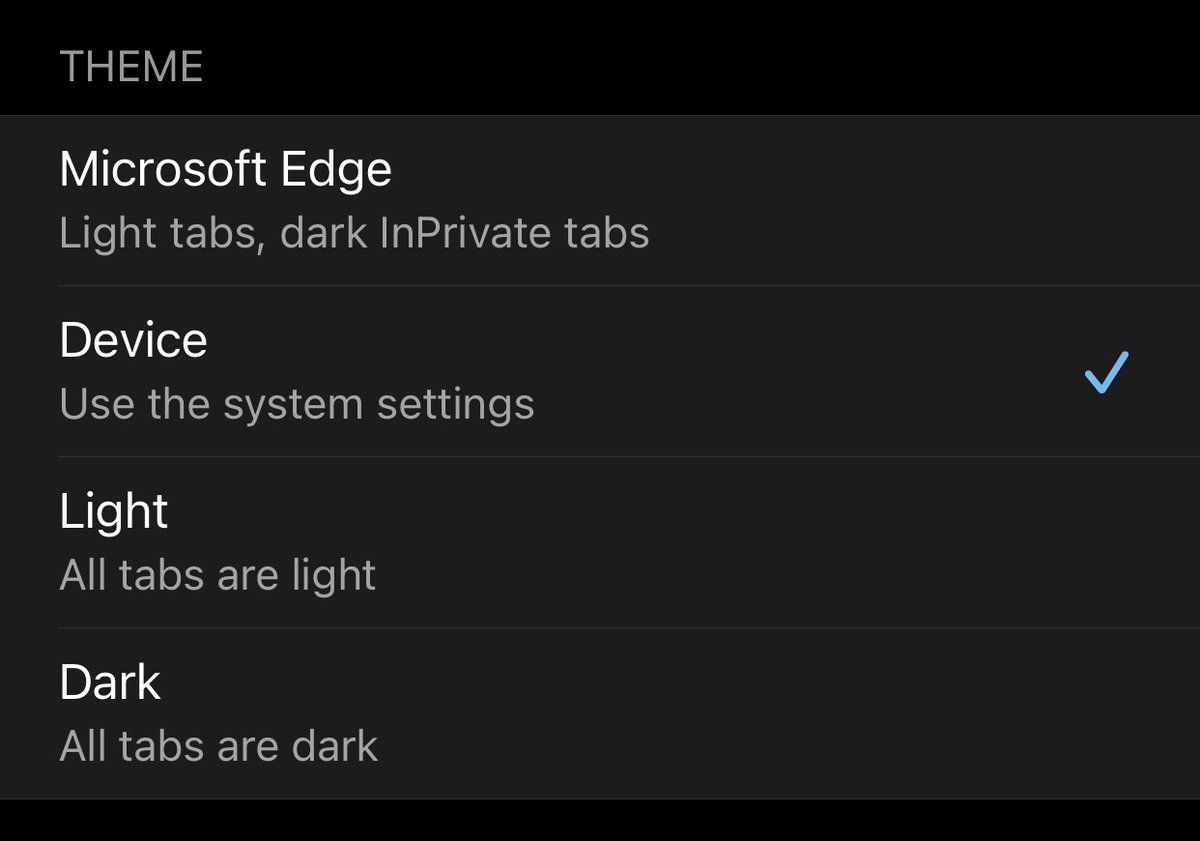 THEME
Microsoft Edge
Light tabs, dark InPrivate tabs
Device
Use the system settings
Light
All tabs are light
Dark
All tabs are dark